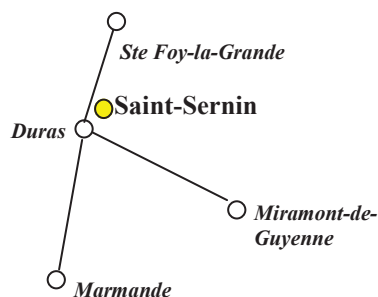 Ste Foy-la-Grande
Saint-Sernin
Duras
Miramont-de-
Guyenne
Marmande